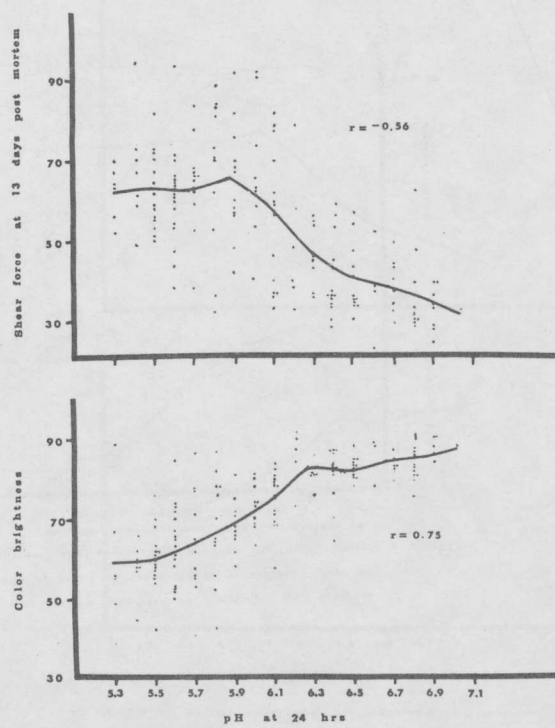 Shear force at 13 days post mortem
90
70
50
30
r = -0.56
Color brightness
90
70
50
30
r = 0.75
5.3 5.5 5.7 5.9 6.1 6.3 6.5 6.7 6.9 7.1
pH at 24 hrs